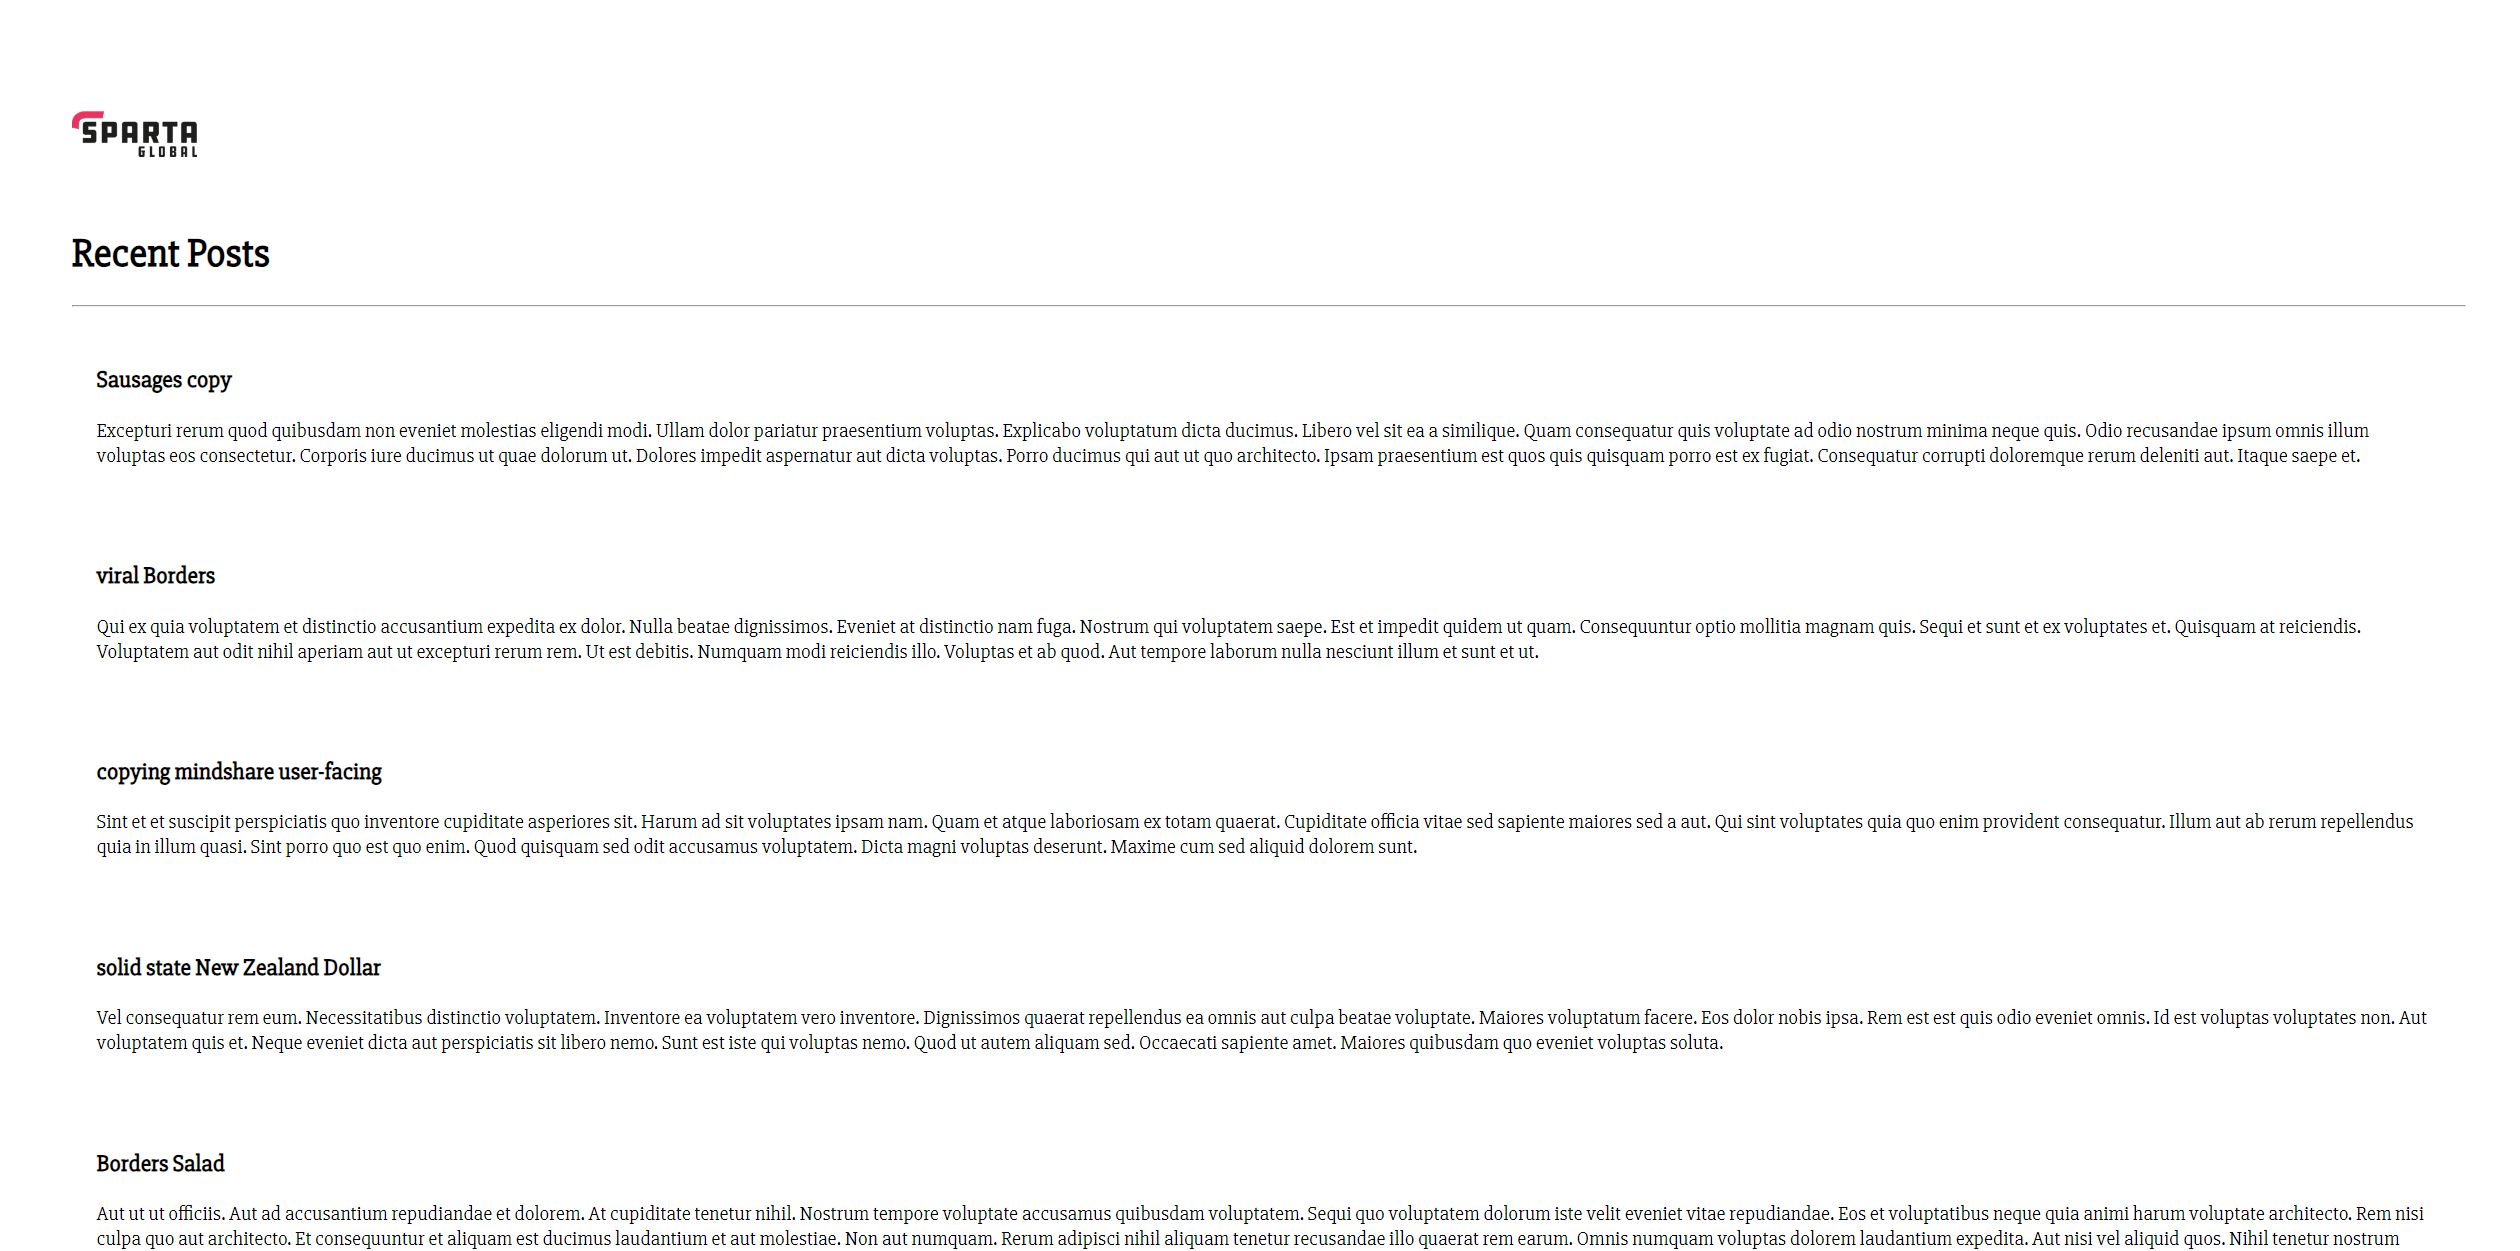 SPARTA
GLOBAL
Recent Posts
Sausages copy
Excepturi rerum quod quibusdam non eveniet molestias eligendi modi. Ullam dolor pariatur praesentium voluptas. Explicabo voluptatum dicta ducimus. Libero vel sit ea a similique. Quam consequatur quis voluptate ad odio nostrum minima neque quis. Odio recusandae ipsum omnis illum
voluptas eos consectetur. Corporis iure ducimus ut quae dolorum ut. Dolores impedit aspernatur aut dicta voluptas. Porro ducimus qui aut ut quo architecto. Ipsam praesentium est quos quis quisquam porro est ex fugiat. Consequatur corrupti doloremque rerum deleniti aut. Itaque saepe et.
viral Borders
Qui ex quia voluptatem et distinctio accusantium expedita ex dolor. Nulla beatae dignissimos. Eveniet at distinctio nam fuga. Nostrum qui voluptatem saepe. Est et impedit quidem ut quam. Consequuntur optio mollitia magnam quis. Sequi et sunt et ex voluptates et. Quisquam at reiciendis.
Voluptatem aut odit nihil aperiam aut ut excepturi rerum rem. Ut est debitis. Numquam modi reiciendis illo. Voluptas et ab quod. Aut tempore laborum nulla nesciunt illum et sunt et ut.
copying mindshare user-facing
Sint et et suscipit perspiciatis quo inventore cupiditate asperiores sit. Harum ad sit voluptates ipsam nam. Quam et atque laboriosam ex totam quaerat. Cupiditate officia vitae sed sapiente maiores sed a aut. Qui sint voluptates quia quo enim provident consequatur. Illum aut ab rerum repellendus
quia in illum quasi. Sint porro quo est quo enim. Quod quisquam sed odit accusamus voluptatem. Dicta magni voluptas deserunt. Maxime cum sed aliquid dolorem sunt.
solid state New Zealand Dollar
Vel consequatur rem eum. Necessitatibus distinctio voluptatem. Inventore ea voluptatem vero inventore. Dignissimos quaerat repellendus ea omnis aut culpa beatae voluptate. Maiores voluptatum facere. Eos dolor nobis ipsa. Rem est est quis odio eveniet omnis. Id est voluptas voluptates non. Aut
voluptatem quis et. Neque eveniet dicta aut perspiciatis sit libero nemo. Sunt est iste qui voluptas nemo. Quod ut autem aliquam sed. Occaecati sapiente amet. Maiores quibusdam quo eveniet voluptas soluta.
Borders Salad
Aut ut ut officiis. Aut ad accusantium repudiandae et dolorem. At cupiditate tenetur nihil. Nostrum tempore voluptate accusamus quibusdam voluptatem. Sequi quo voluptatem dolorum iste velit eveniet vitae repudiandae. Eos et voluptatibus neque quia animi harum voluptate architecto. Rem nisi
culpa quo aut architecto. Et consequuntur et aliquam est ducimus laudantium et aut molestiae. Non aut numquam. Rerum adipisci nihil aliquam tenetur recusandae illo quaerat rem earum. Omnis numquam voluptas dolorem laudantium expedita. Aut nisi vel aliquid quos. Nihil tenetur nostrum